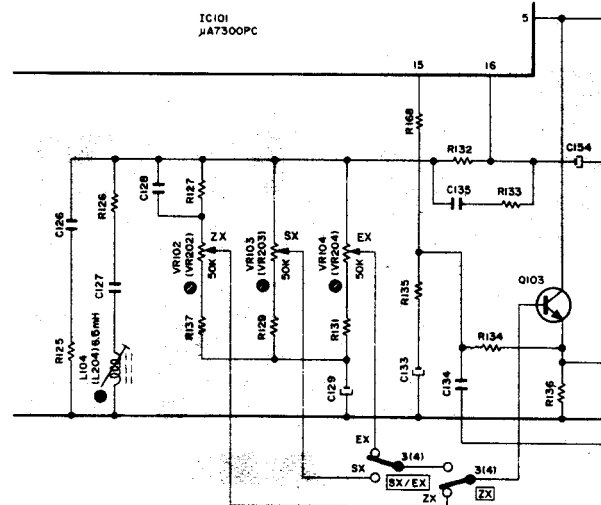 IC101
μA7300PC
5
15
16
R168
R132
C154
C135
R133
C126
R126
C128
R127
ZX
SX
EX
VR102
(VR202)
50K
VR103
(VR203)
50K
VR104
(VR204)
50K
C127
R135
Q103
R134
R125
L104
(L204) 6.5mH
R137
R129
R131
C129
C133
C134
R136
EX
SX
3(4)
SX/EX
3(4)
ZX
ZX